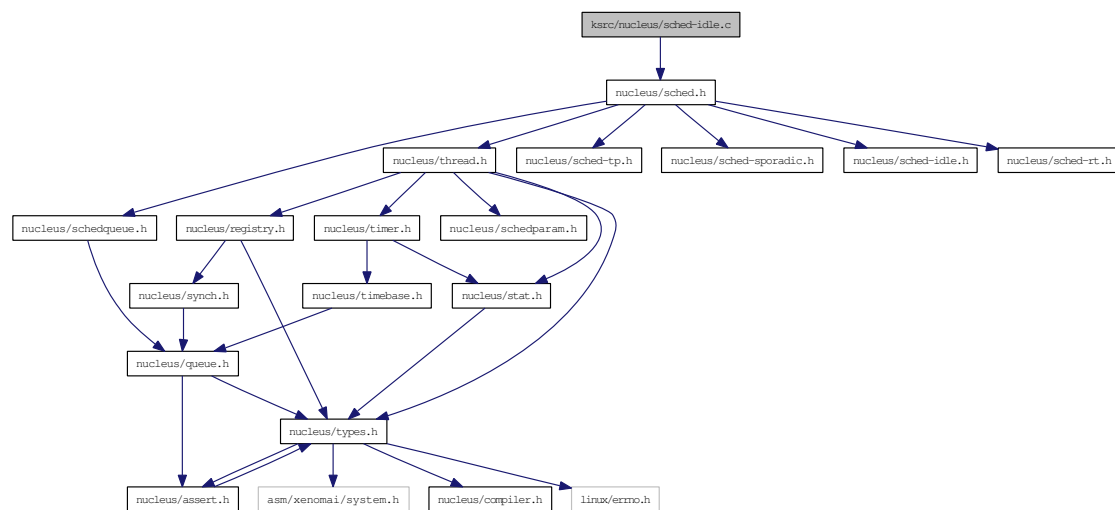 ksrc/nucleus/sched-idle.c
nucleus/sched.h
nucleus/thread.h
nucleus/sched-tp.h
nucleus/sched-sporadic.h
nucleus/sched-idle.h
nucleus/sched-rt.h
nucleus/schedqueue.h
nucleus/registry.h
nucleus/timer.h
nucleus/schedparam.h
nucleus/synch.h
nucleus/timebase.h
nucleus/stat.h
nucleus/queue.h
nucleus/types.h
nucleus/assert.h
asm/xenomai/system.h
nucleus/compiler.h
linux/errno.h